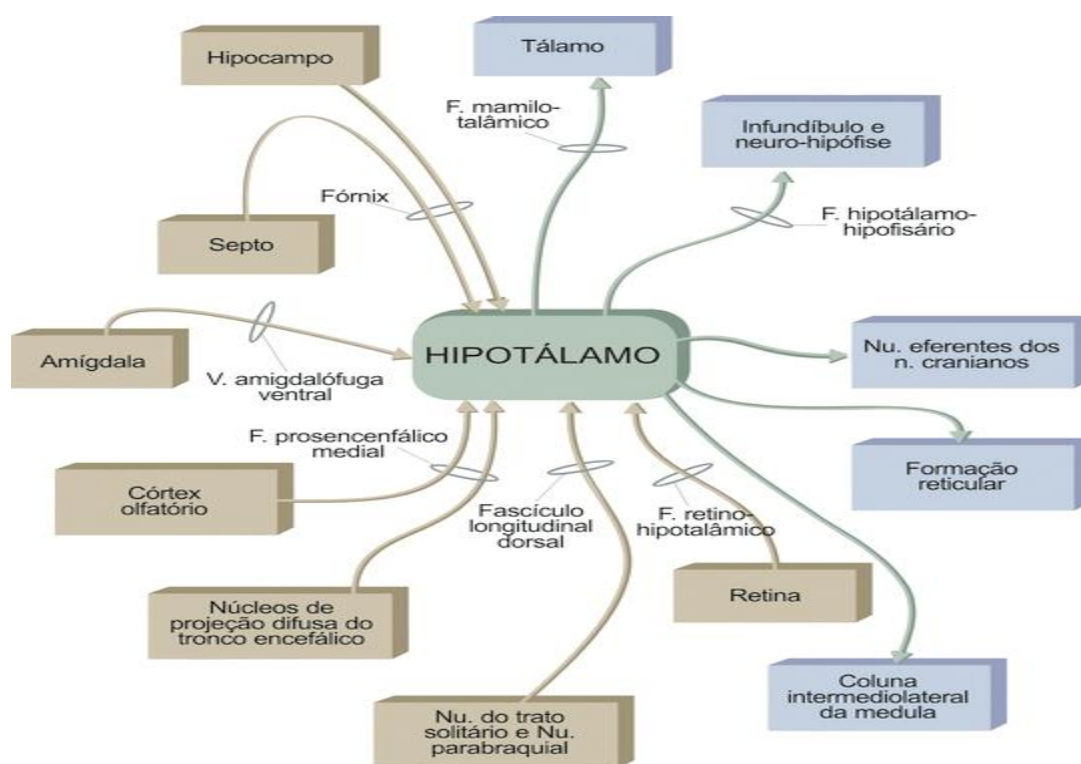 Hipocampo
Tálamo
F. mamilo-
talâmico
Infundíbulo e
neuro-hipófise
Fórnix
F. hipotálamo-
hipofisário
Septo
Amígdala
HIPOTÁLAMO
Nu. eferentes dos
n. cranianos
V. amigdalófuga
ventral
F. prosencenfálico
medial
Córtex
olfatório
Fascículo
longitudinal
dorsal
F. retino-
hipotalâmico
Formação
reticular
Núcleos de
projeção difusa do
tronco encefálico
Retina
Coluna
intermediolateral
da medula
Nu. do trato
solitário e Nu.
parabraquial